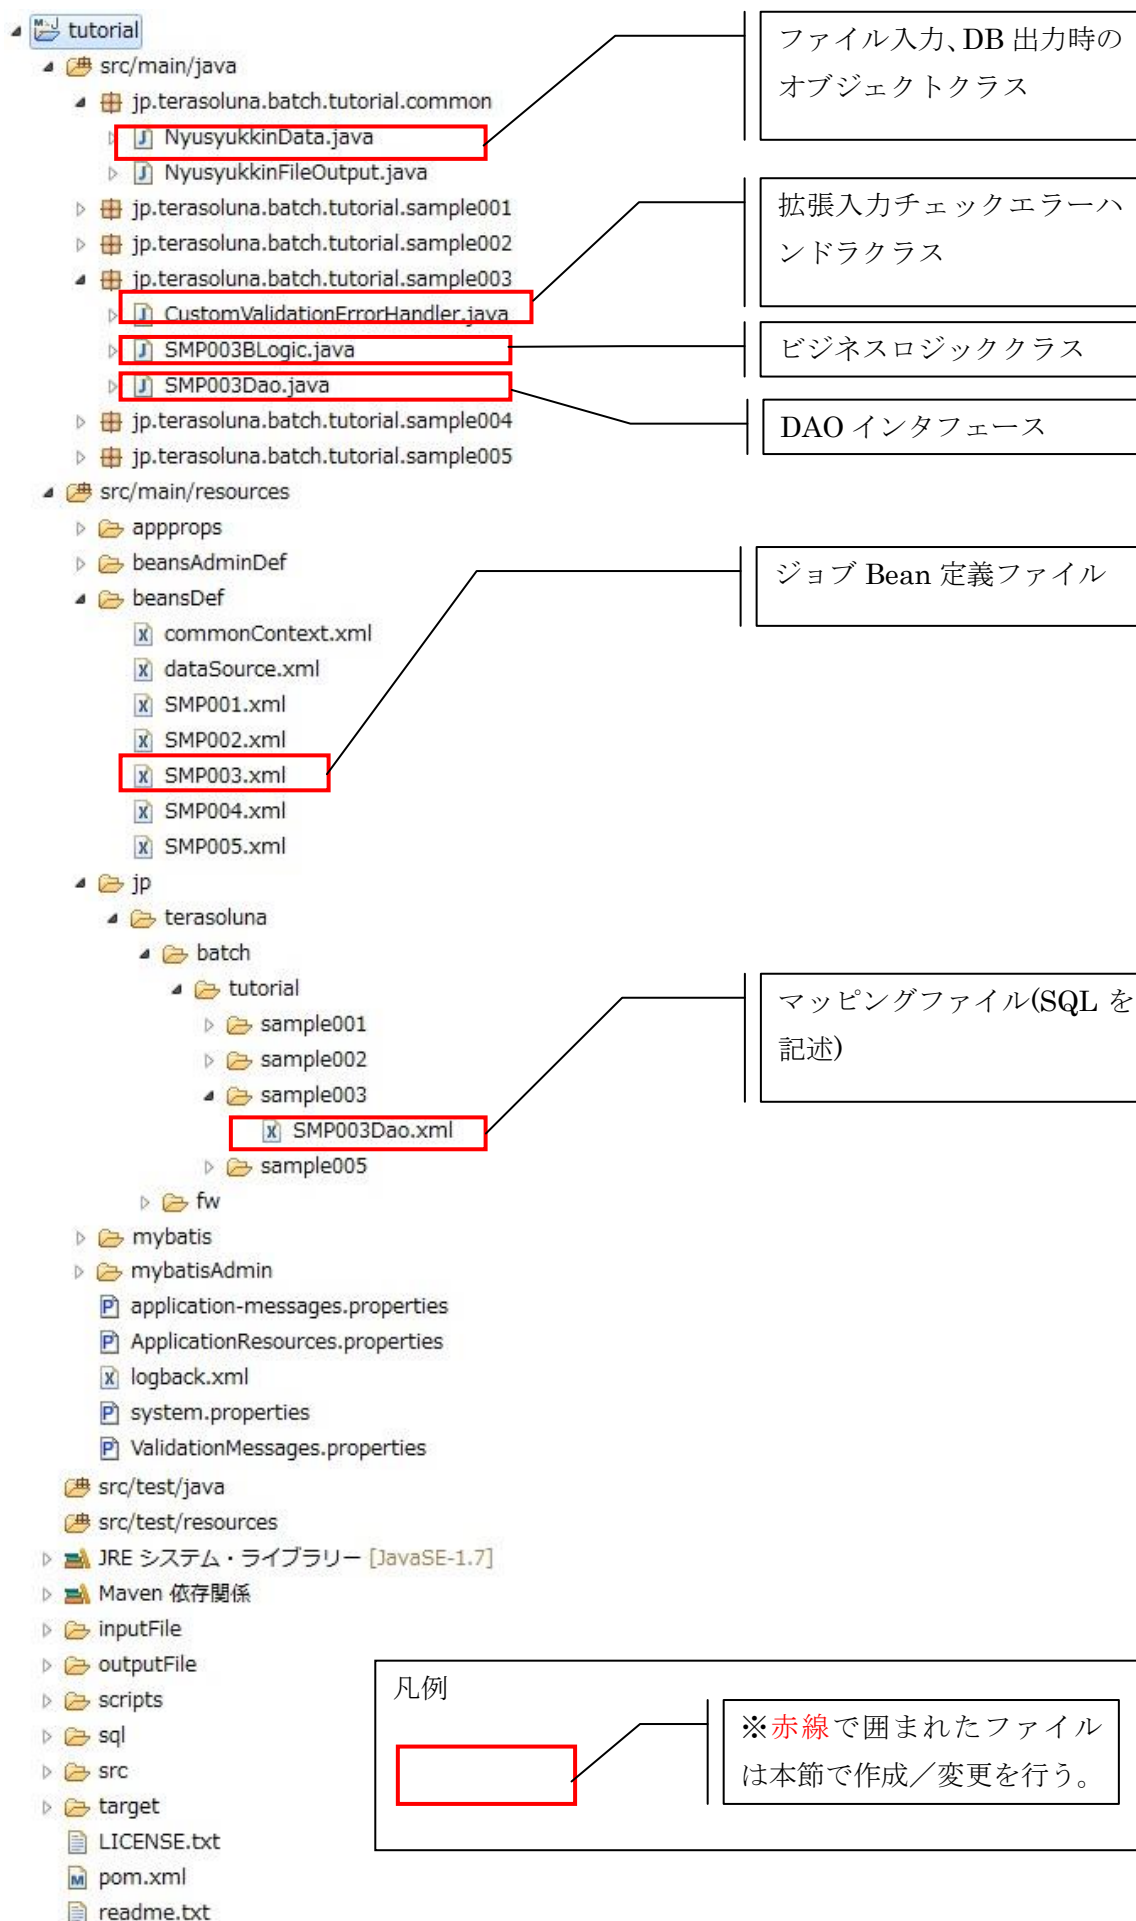 tutorial
src/main/java
jp.terasoluna.batch.tutorial.common
NyusyukkinData.java
NyusyukkinFileOutput.java
jp.terasoluna.batch.tutorial.sample001
jp.terasoluna.batch.tutorial.sample002
jp.terasoluna.batch.tutorial.sample003
CustomValidationErrorHandler.java
SMP003BLogic.java
SMP003Dao.java
jp.terasoluna.batch.tutorial.sample004
jp.terasoluna.batch.tutorial.sample005
src/main/resources
appprops
beansAdminDef
beansDef
commonContext.xml
dataSource.xml
SMP001.xml
SMP002.xml
SMP003.xml
SMP004.xml
SMP005.xml
jp
terasoluna
batch
tutorial
sample001
sample002
sample003
SMP003Dao.xml
sample005
fw
mybatis
mybatisAdmin
application-messages.properties
ApplicationResources.properties
logback.xml
system.properties
ValidationMessages.properties
src/test/java
src/test/resources
JRE システム・ライブラリー [JavaSE-1.7]
Maven 依存関係
inputFile
outputFile
scripts
sql
src
target
LICENSE.txt
pom.xml
readme.txt
ファイル入力、DB 出力時の
オブジェクトクラス
拡張入力チェックエラーハ
ンドラクラス
ビジネスロジッククラス
DAO インタフェース
ジョブ Bean 定義ファイル
マッピングファイル(SQL を
記述)
凡例
※赤線で囲まれたファイル
は本節で作成／変更を行う。